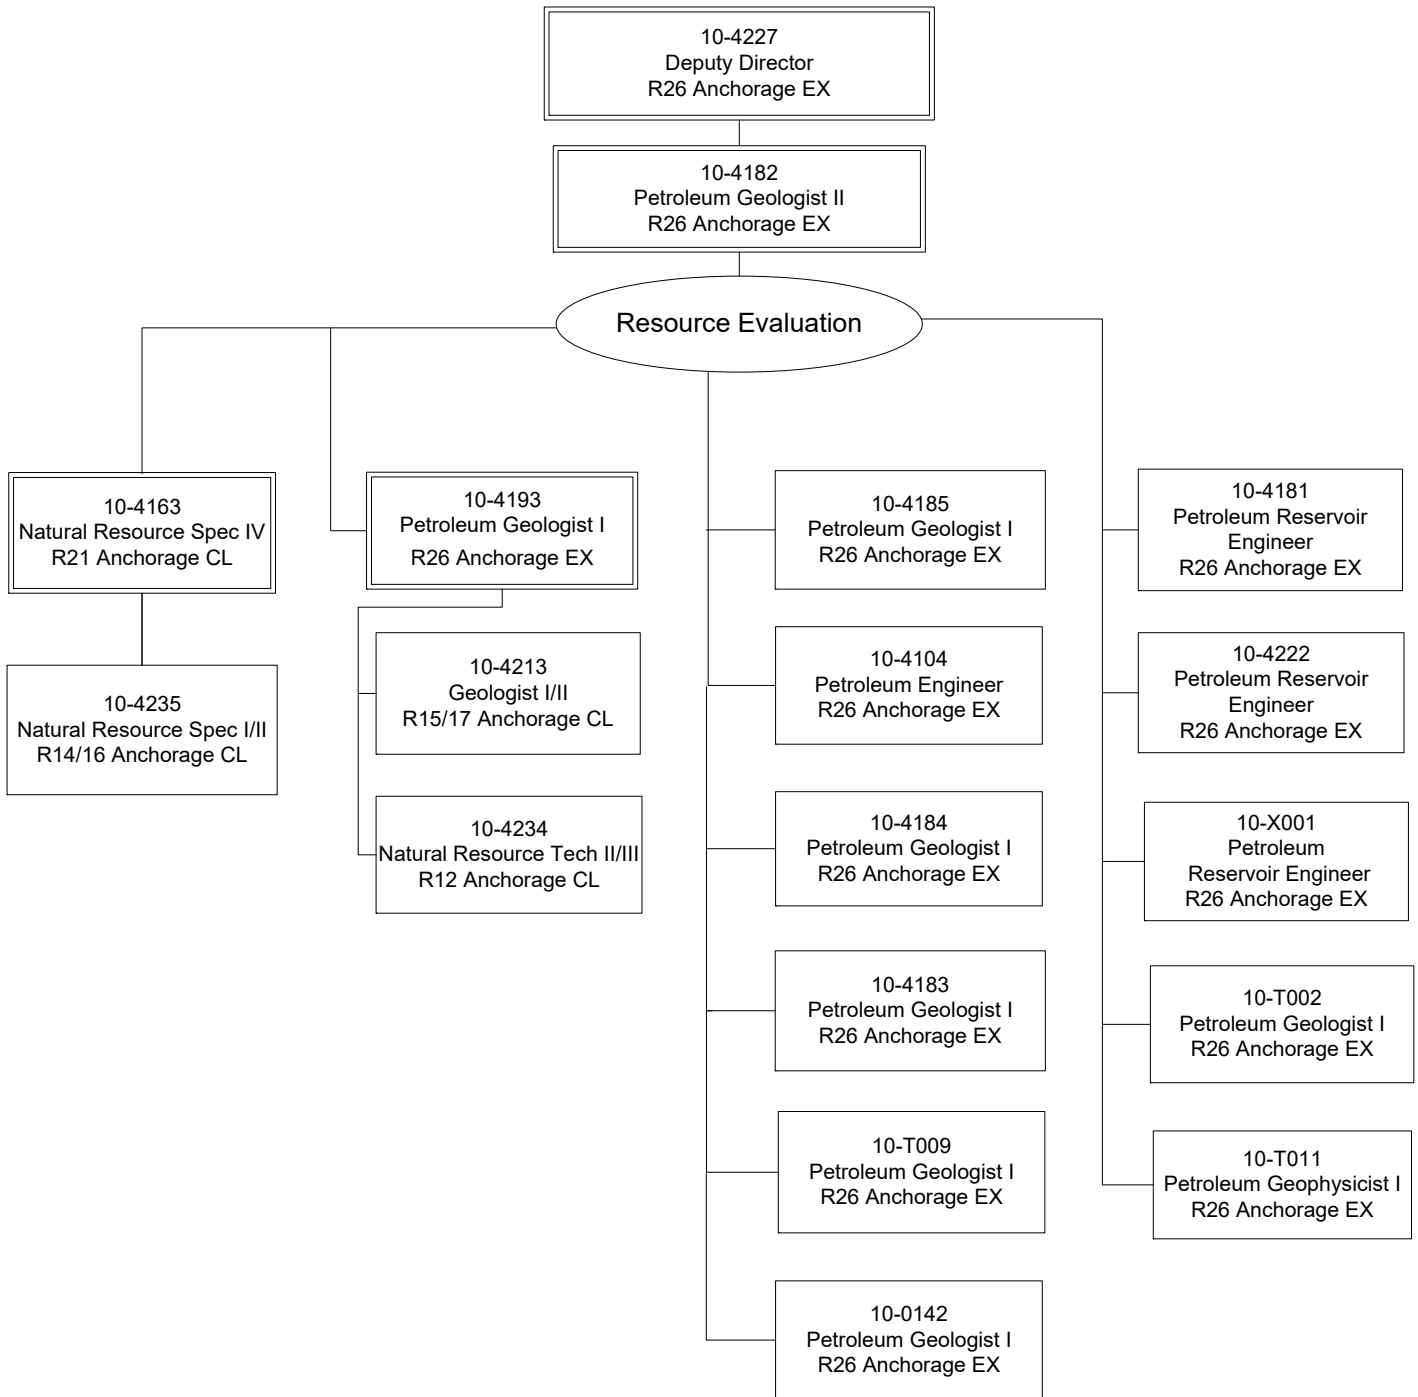 10-4227
Deputy Director
R26 Anchorage EX
10-4182
Petroleum Geologist II
R26 Anchorage EX
Resource Evaluation
10-4163
Natural Resource Spec IV
R21 Anchorage CL
10-4235
Natural Resource Spec I/II
R14/16 Anchorage CL
10-4193
Petroleum Geologist I
R26 Anchorage EX
10-4213
Geologist I/II
R15/17 Anchorage CL
10-4234
Natural Resource Tech II/III
R12 Anchorage CL
10-4185
Petroleum Geologist I
R26 Anchorage EX
10-4104
Petroleum Engineer
R26 Anchorage EX
10-4184
Petroleum Geologist I
R26 Anchorage EX
10-4183
Petroleum Geologist I
R26 Anchorage EX
10-T009
Petroleum Geologist I
R26 Anchorage EX
10-0142
Petroleum Geologist I
R26 Anchorage EX
10-4181
Petroleum Reservoir
Engineer
R26 Anchorage EX
10-4222
Petroleum Reservoir
Engineer
R26 Anchorage EX
10-X001
Petroleum
Reservoir Engineer
R26 Anchorage EX
10-T002
Petroleum Geologist I
R26 Anchorage EX
10-T011
Petroleum Geophysicist I
R26 Anchorage EX